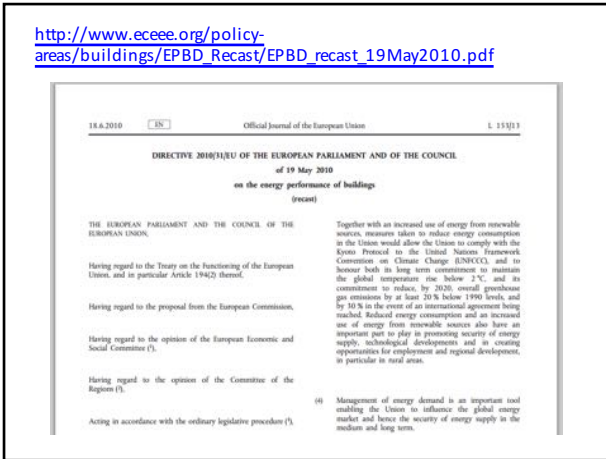 http://www.eceee.org/policy-
areas/buildings/EPBD_Recast/EPBD_recast_19May2010.pdf
18.6.2010 EN Official Journal of the European Union L 153/13
DIRECTIVE 2010/31/EU OF THE EUROPEAN PARLIAMENT AND OF THE COUNCIL
of 19 May 2010
on the energy performance of buildings
(recast)
THE EUROPEAN PARLIAMENT AND THE COUNCIL OF THE
EUROPEAN UNION,
Having regard to the Treaty on the Functioning of the European
Union, and in particular Article 194(2) thereof,
Having regard to the proposal from the European Commission,
Having regard to the opinion of the European Economic and
Social Committee (¹),
Having regard to the opinion of the Committee of the
Regions (²),
Acting in accordance with the ordinary legislative procedure (³),
Together with an increased use of energy from renewable
sources, measures taken to reduce energy consumption
in the Union would allow the Union to comply with the
Kyoto Protocol to the United Nations Framework
Convention on Climate Change (UNFCCC), and to
honour both its long term commitment to maintain
the global temperature rise below 2 °C, and its
commitment to reduce, by 2020, overall greenhouse
gas emissions by at least 20 % below 1990 levels, and
by 30 % in the event of an international agreement being
reached. Reduced energy consumption and an increased
use of energy from renewable sources also have an
important part to play in promoting security of energy
supply, technological developments and in creating
opportunities for employment and regional development,
in particular in rural areas.
(4) Management of energy demand is an important tool
enabling the Union to influence the global energy
market and hence the security of energy supply in the
medium and long term.